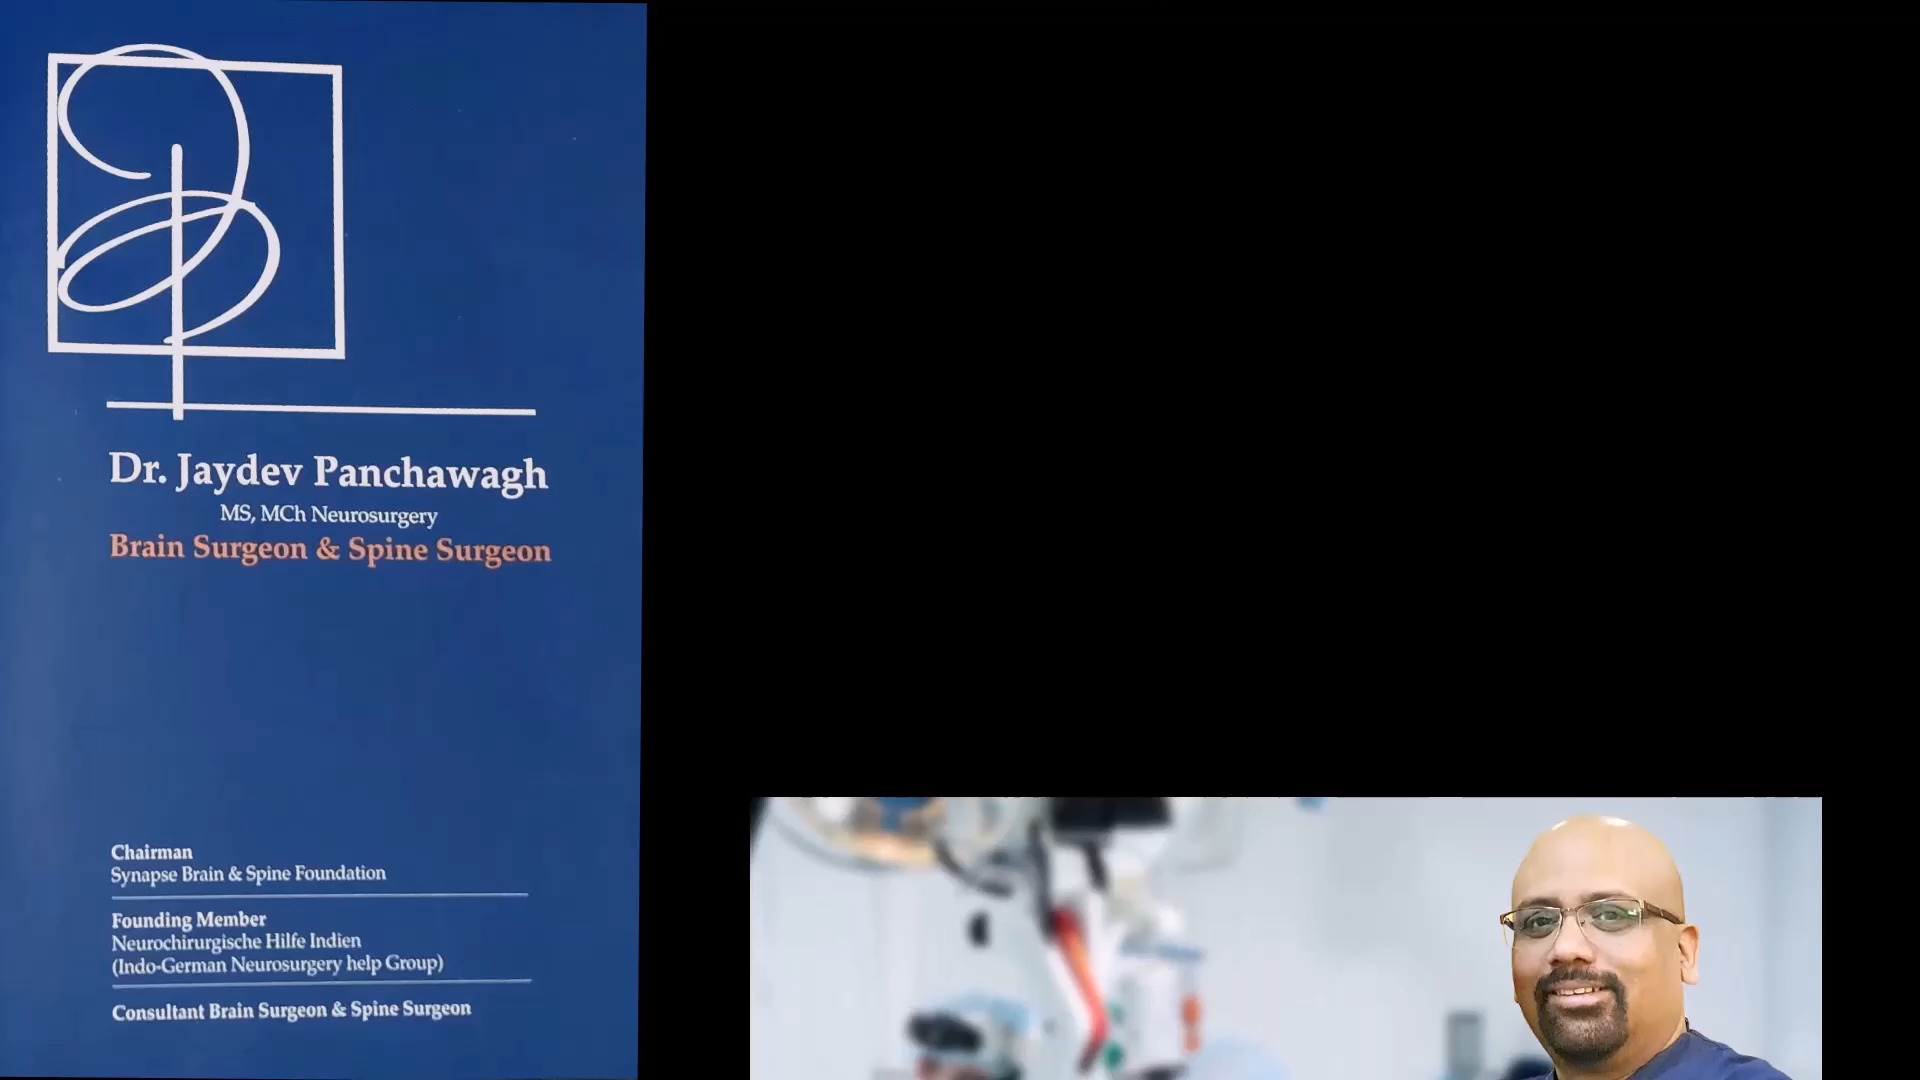 Dr. Jaydev Panchawagh
MS, MCh Neurosurgery
Brain Surgeon & Spine Surgeon
Chairman
Synapse Brain & Spine Foundation
Founding Member
Neurochirurgische Hilfe Indien
(Indo-German Neurosurgery help Group)
Consultant Brain Surgeon & Spine Surgeon